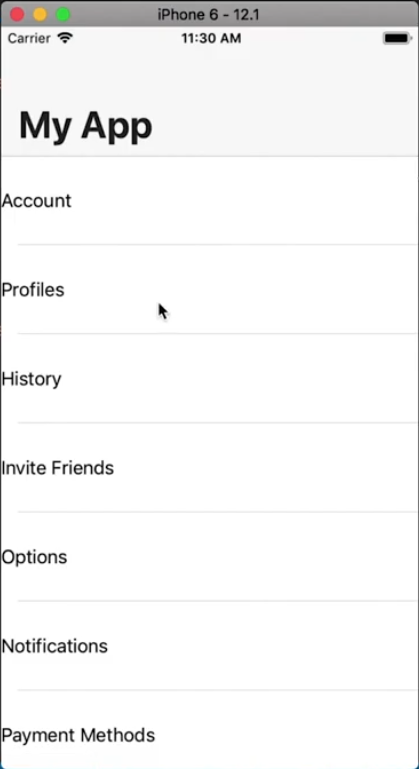 iPhone 6 - 12.1
Carrier 11:30 AM
My App
Account
Profiles
History
Invite Friends
Options
Notifications
Payment Methods